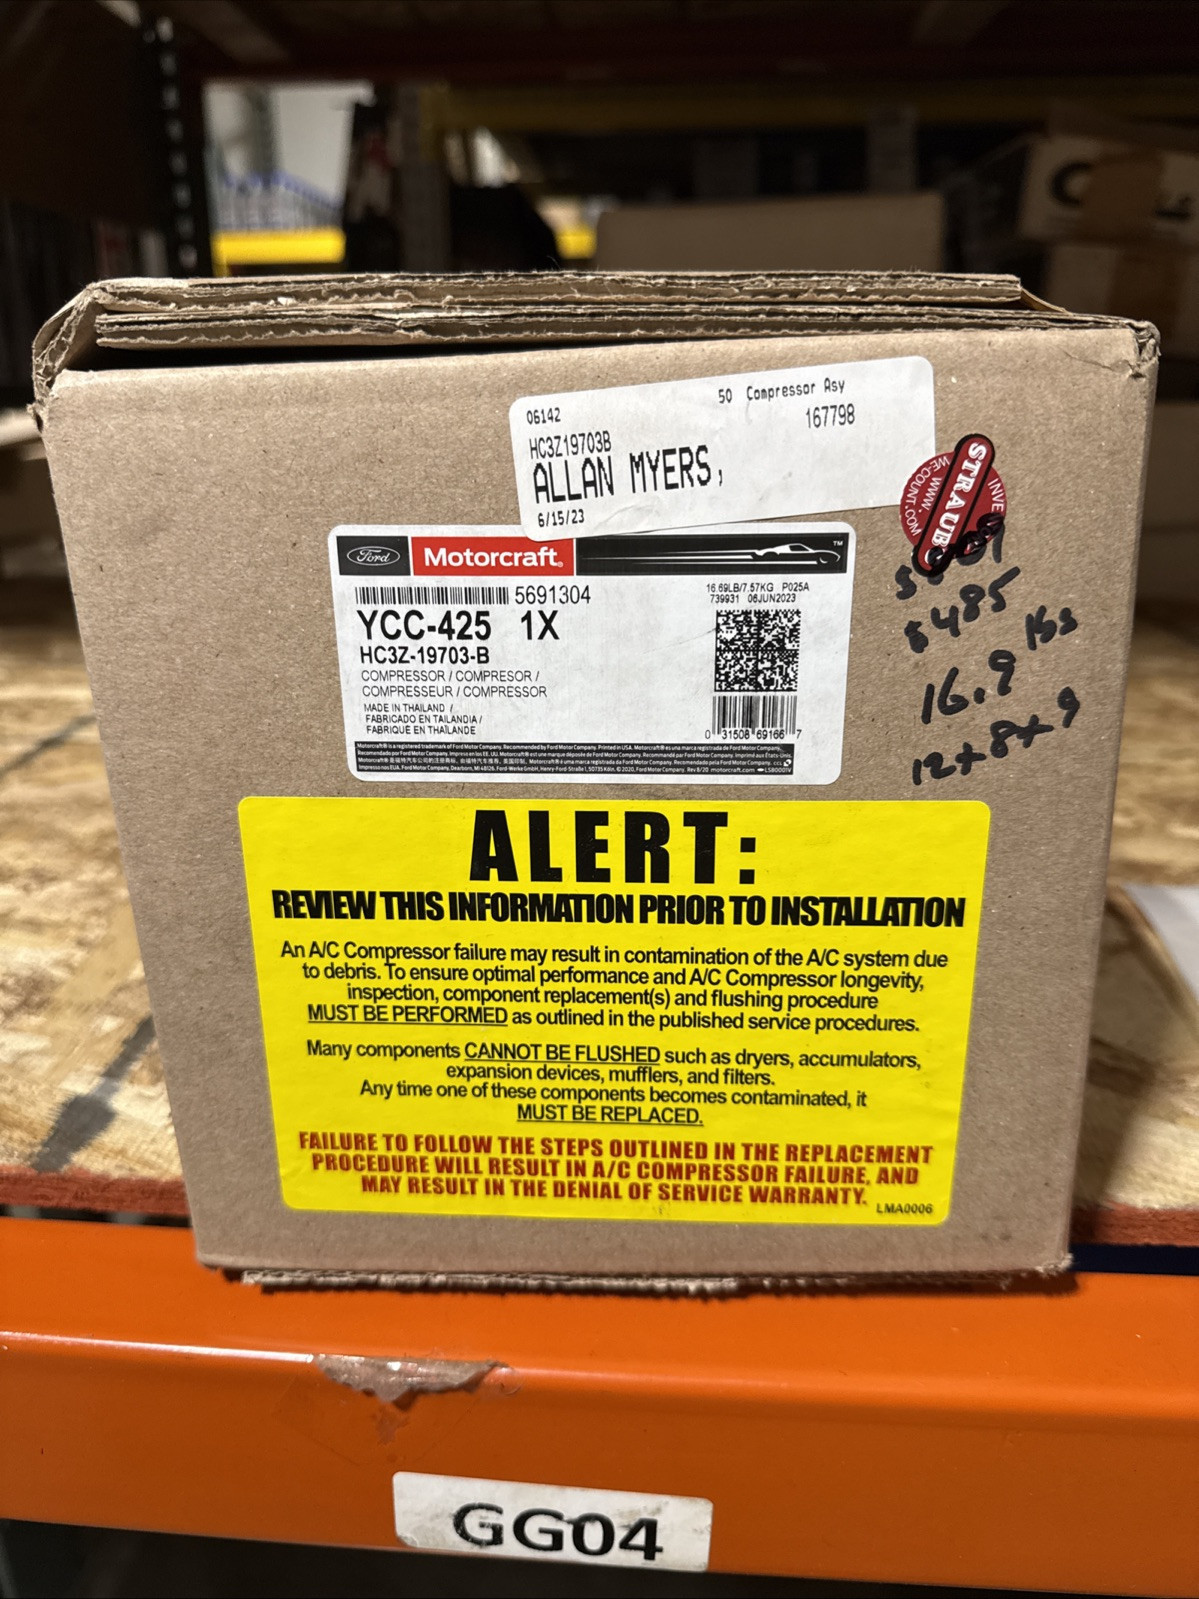 50 Compressor Asy
06142
167798
HC3Z19703B
ALLAN MYERS,
6/15/23
STRAUB
INVE
WE-COUNT.COM
WWW.
$485
16.9 lbs
12+8+9
Ford
Motorcraft®
TM
5691304
16.69LB/7.57KG P025A
739931 06JUN2023
YCC-425 1X
HC3Z-19703-B
COMPRESSOR / COMPRESOR /
COMPRESSEUR / COMPRESSOR
MADE IN THAILAND /
FABRICADO EN TAILANDIA /
FABRIQUÉ EN THAÏLANDE
0 31508 69166 7
ALERT:
REVIEW THIS INFORMATION PRIOR TO INSTALLATION
An A/C Compressor failure may result in contamination of the A/C system due
to debris. To ensure optimal performance and A/C Compressor longevity,
inspection, component replacement(s) and flushing procedure
MUST BE PERFORMED as outlined in the published service procedures.
Many components CANNOT BE FLUSHED such as dryers, accumulators,
expansion devices, mufflers, and filters.
Any time one of these components becomes contaminated, it
MUST BE REPLACED.
FAILURE TO FOLLOW THE STEPS OUTLINED IN THE REPLACEMENT
PROCEDURE WILL RESULT IN A/C COMPRESSOR FAILURE, AND
MAY RESULT IN THE DENIAL OF SERVICE WARRANTY.
LMA0006
GG04